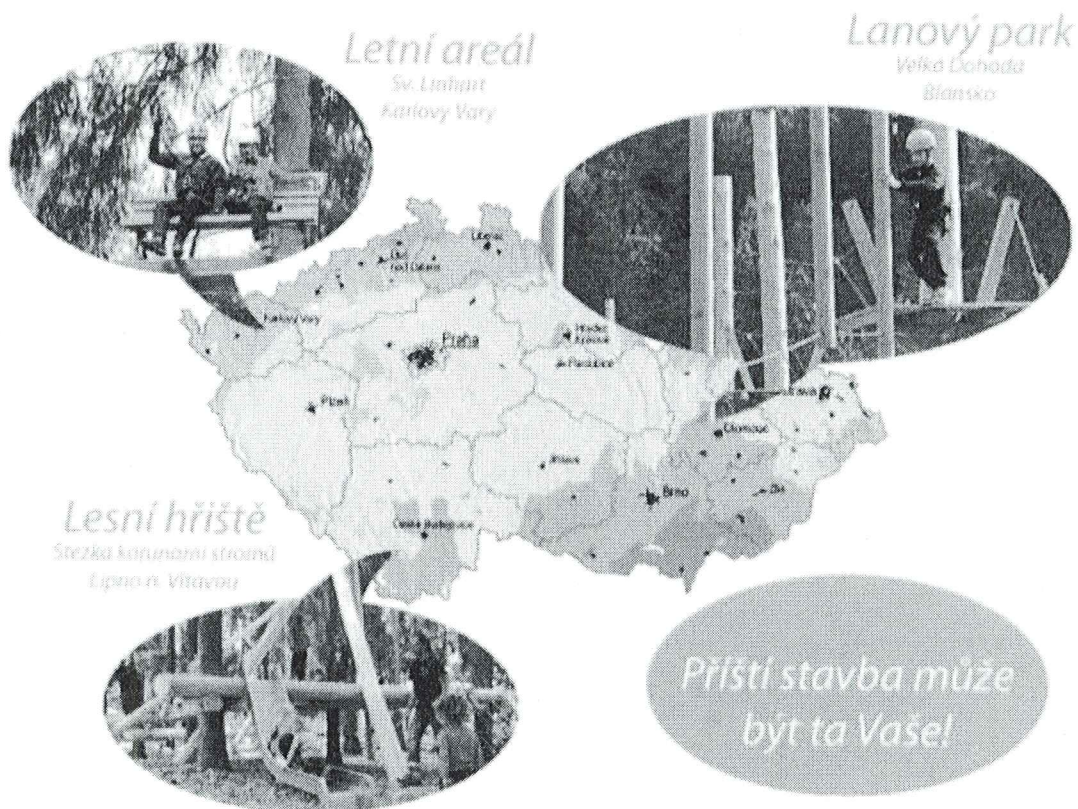 Letní areál
Sv. Linhart
Karlovy Vary
Lanový park
Velká Dohoda
Blansko
Liberec
Ústí
nad Labem
Karlovy Vary
Praha
Hradec
Králové
Pardubice
Plzeň
Olomouc
Jihlava
Brno
Zlín
České Budějovice
Lesní hřiště
Stezka korunami stromů
Lipno n. Vltavou
Příští stavba může
být ta Vaše!